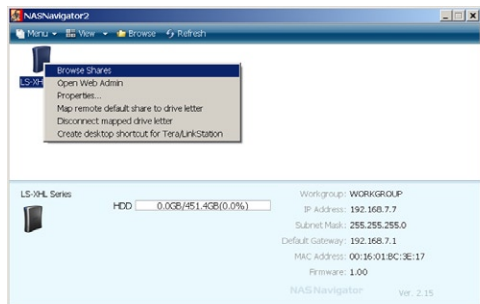 NASNavigator2
Menu View Browse Refresh
LS-XH
Browse Shares
Open Web Admin
Properties...
Map remote default share to drive letter
Disconnect mapped drive letter
Create desktop shortcut for Tera/LinkStation
LS-XHL Series
HDD 0.0GB/451.4GB(0.0%)
Workgroup: WORKGROUP
IP Address: 192.168.7.7
Subnet Mask: 255.255.255.0
Default Gateway: 192.168.7.1
MAC Address: 00:16:01:BC:3E:17
Firmware: 1.00
NAS Navigator Ver. 2.15